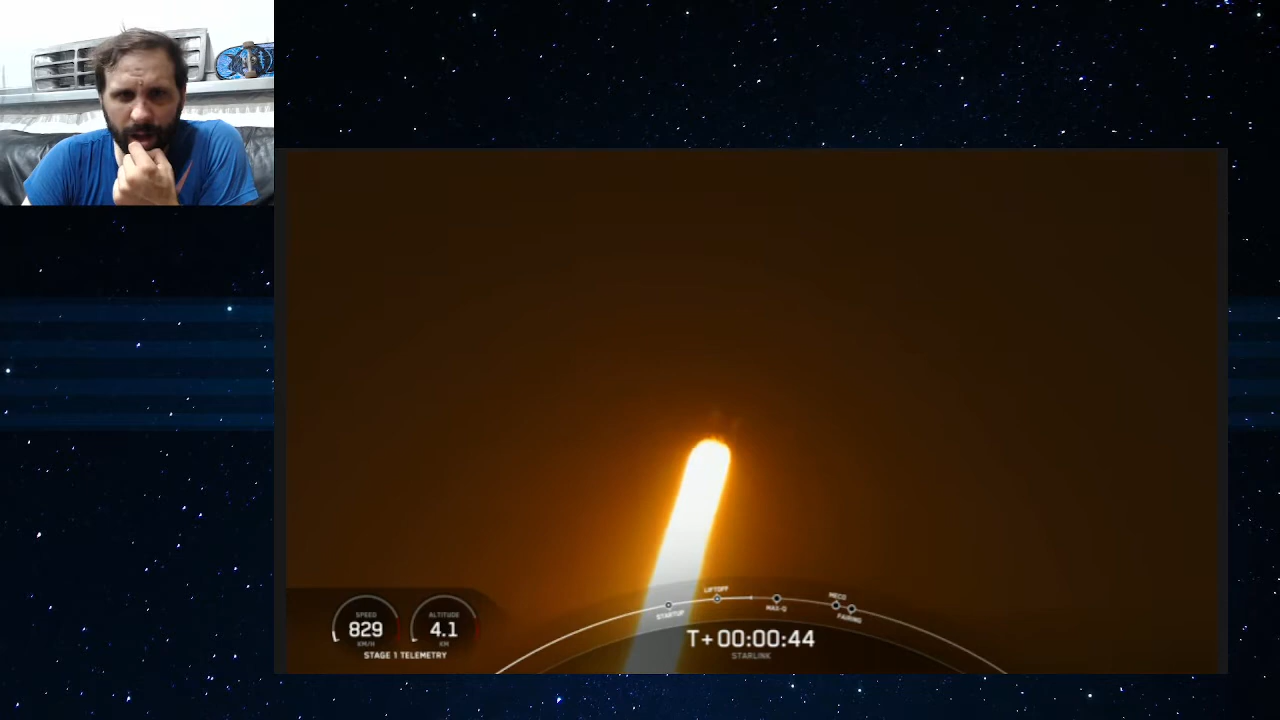 SPEED
829
KM/H
ALTITUDE
4.1
KM
STAGE 1 TELEMETRY
STARTUP
LIFTOFF
MAX-Q
MECO
FAIRING
T+00:00:44
STARLINK